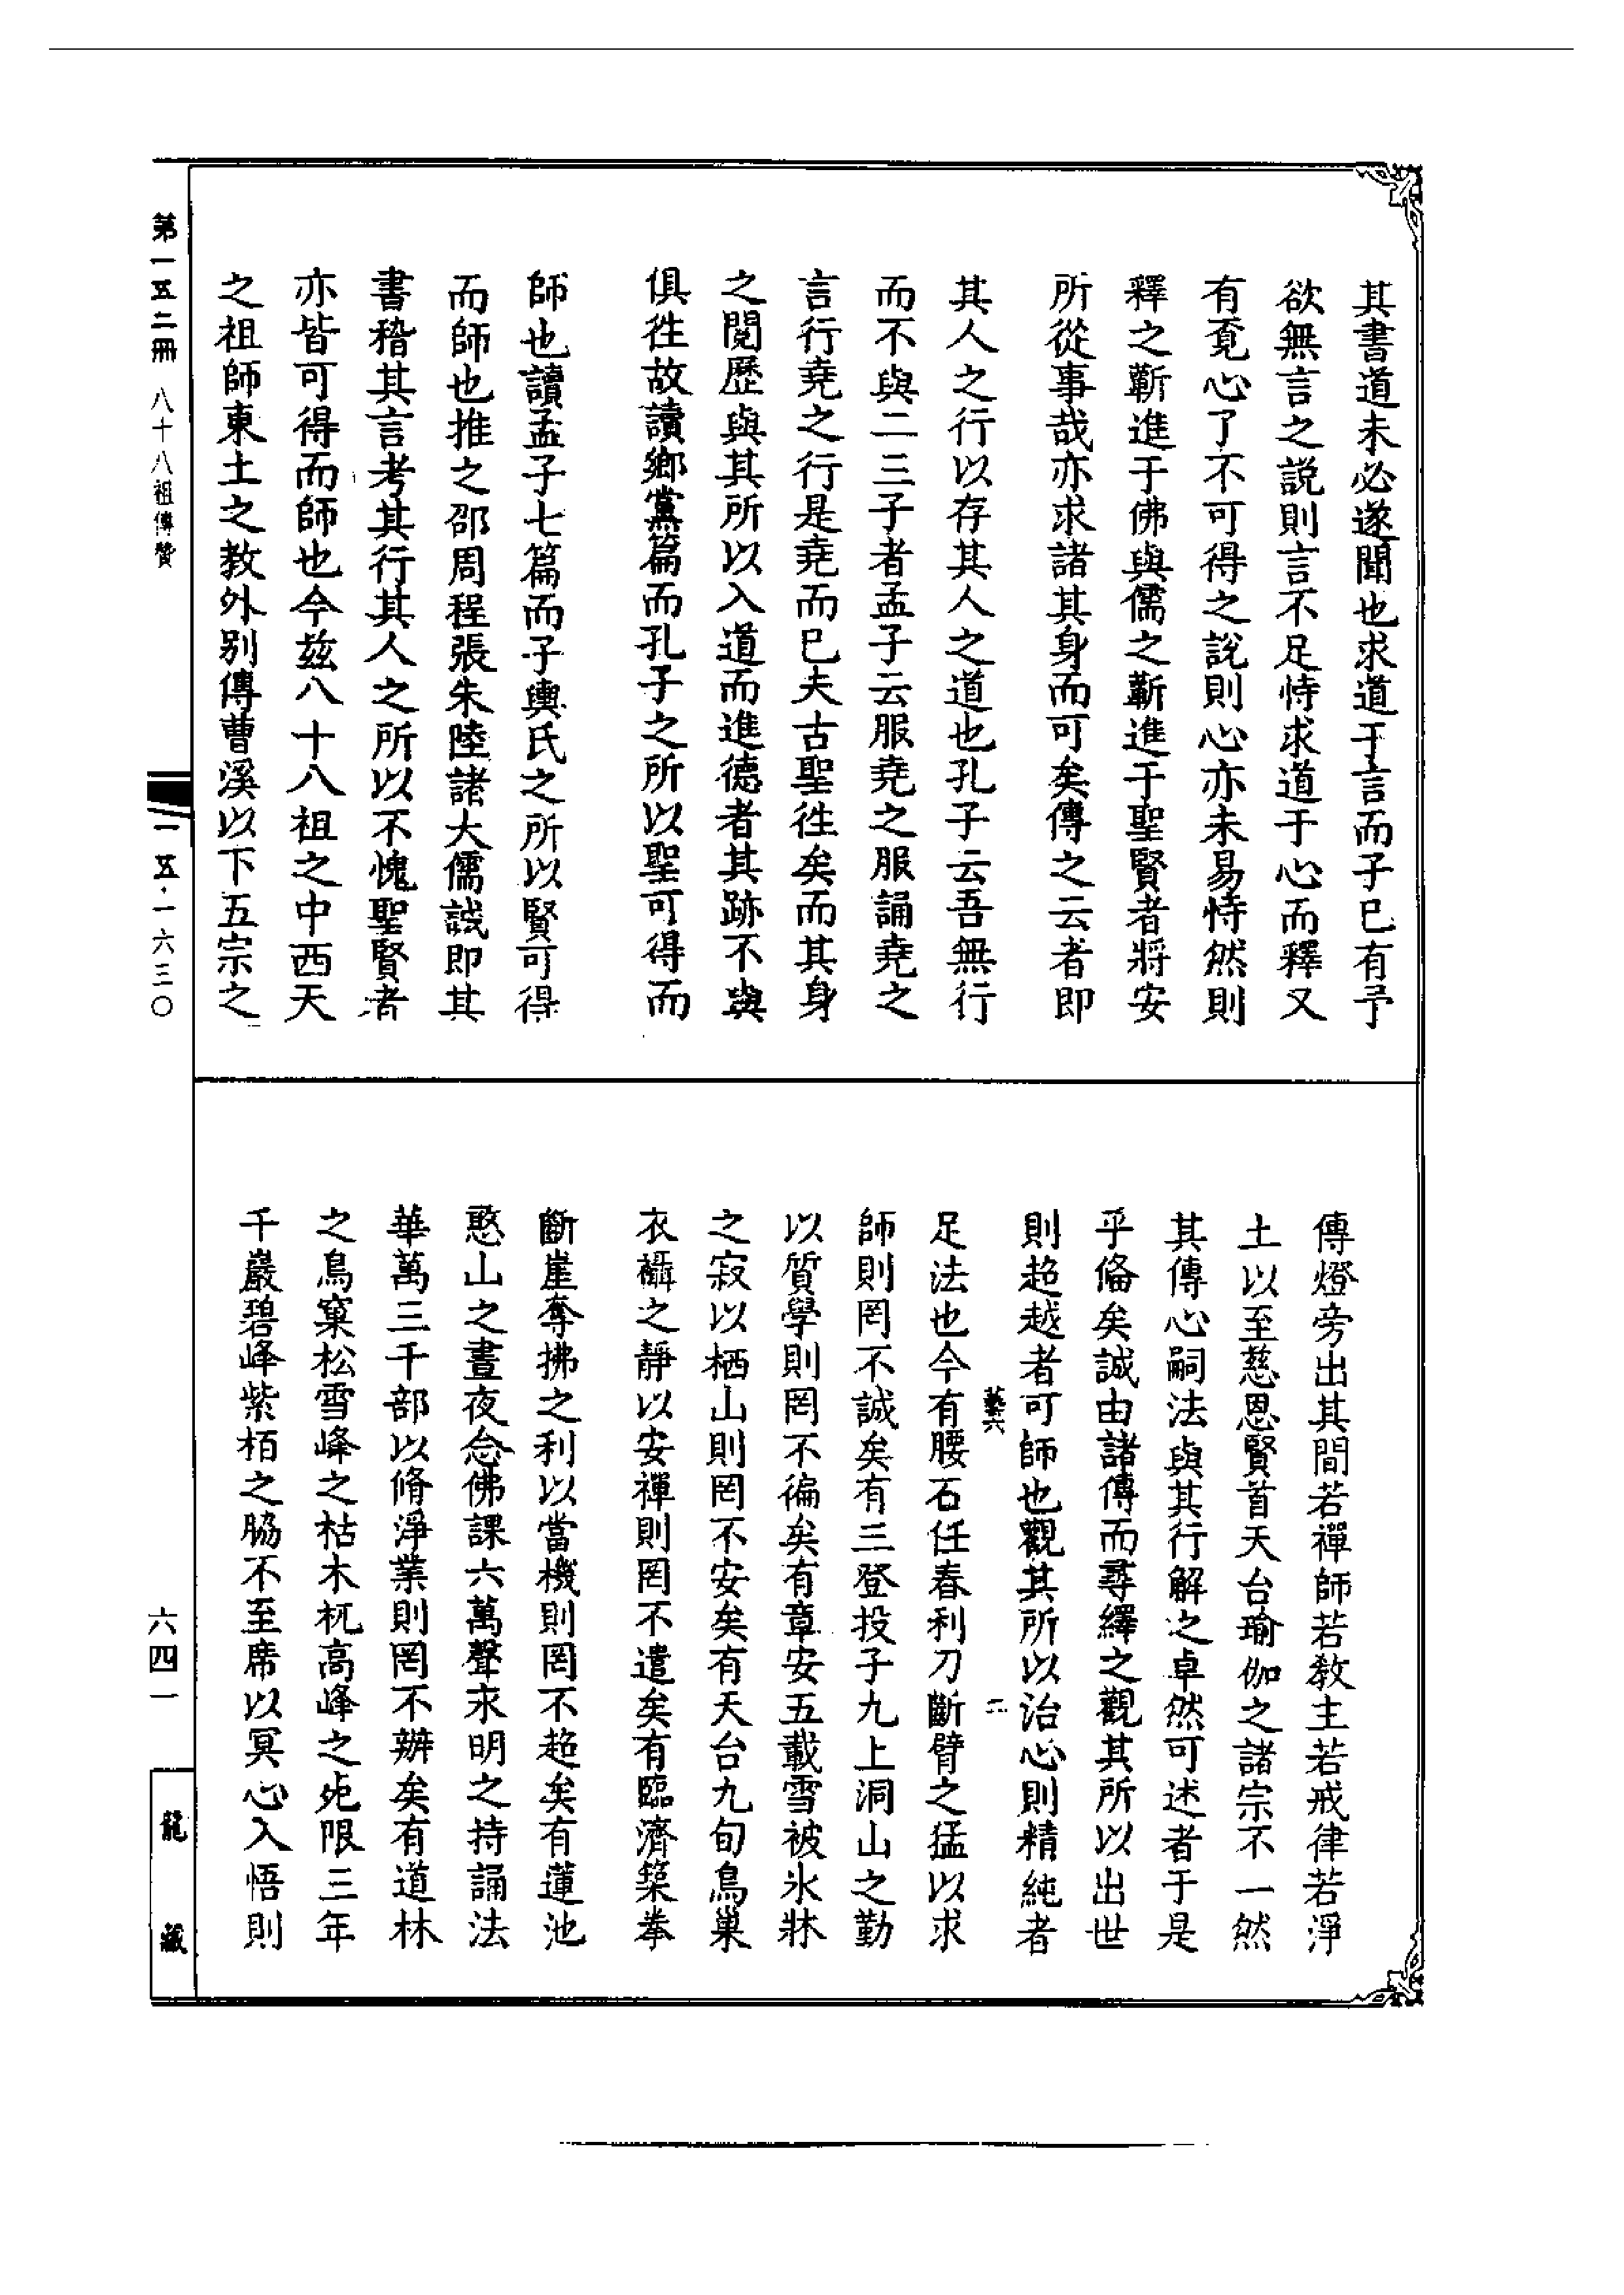 其書道未必遂聞也求道于言而子已有予
欲無言之說則言不足恃求道于心而釋又
有覔心了不可得之說則心亦未易恃然則
釋之蘄進于佛與儒之蘄進于聖賢者將安
所從事哉亦求諸其身而可矣傳之云者即
其人之行以存其人之道也孔子云吾無行
而不與二三子者孟子云服堯之服誦堯之
言行堯之行是堯而已夫古聖徃矣而其身
之閱歷與其所以入道而進德者其跡不與
俱徃故讀鄉黨篇而孔子之所以聖可得而
師也讀孟子七篇而子輿氏之所以賢可得
而師也推之邵周程張朱陸諸大儒誠即其
書稽其言考其行其人之所以不愧聖賢者
亦皆可得而師也今茲八十八祖之中西天
之祖師東土之教外別傳曹溪以下五宗之
傳燈旁出其間若禪師若教主若戒律若淨
土以至慈恩賢首天台瑜伽之諸宗不一然
其傳心嗣法與其行解之卓然可述者于是
乎僃矣誠由諸傳而尋繹之觀其所以出世
則超越者可師也觀其所以治心則精純者
藝六
二
足法也今有腰石任舂利刀斷臂之猛以求
師則罔不誠矣有三登投子九上洞山之勤
以質學則罔不徧矣有章安五載雪被氷牀
之寂以栖山則罔不安矣有天台九旬鳥巢
衣襵之靜以安禪則罔不遣矣有臨濟築拳
斷崖奪拂之利以當機則罔不超矣有蓮池
憨山之晝夜念佛課六萬聲永明之持誦法
華萬三千部以脩淨業則罔不辦矣有道林
之鳥窠松雪峰之枯木杌高峰之死限三年
千巖碧峰紫栢之脇不至席以冥心入悟則
第一五二冊
八十八祖傳贊
一五·一六三〇
六四一
龍藏